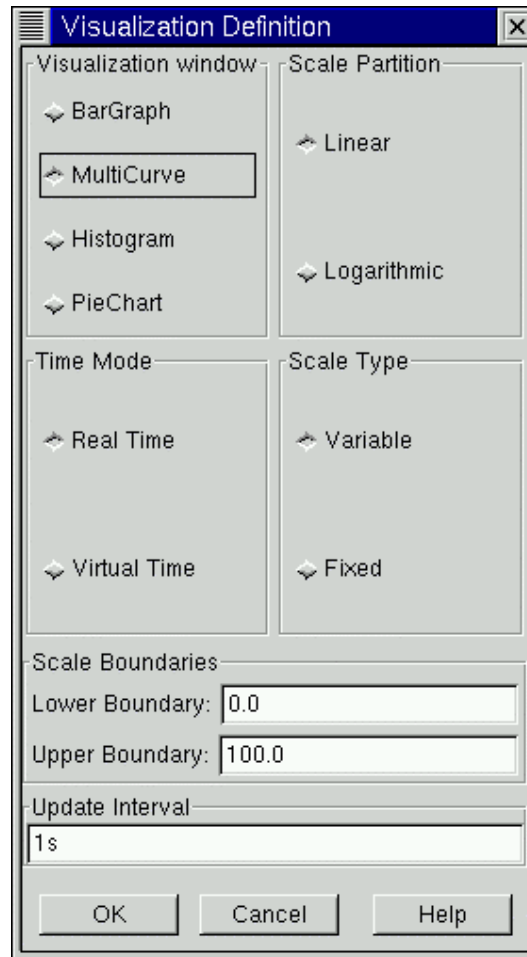 Visualization Definition
Visualization window
BarGraph
MultiCurve
Histogram
PieChart
Scale Partition
Linear
Logarithmic
Time Mode
Real Time
Virtual Time
Scale Type
Variable
Fixed
Scale Boundaries
Lower Boundary: 0.0
Upper Boundary: 100.0
Update Interval
1s
OK Cancel Help